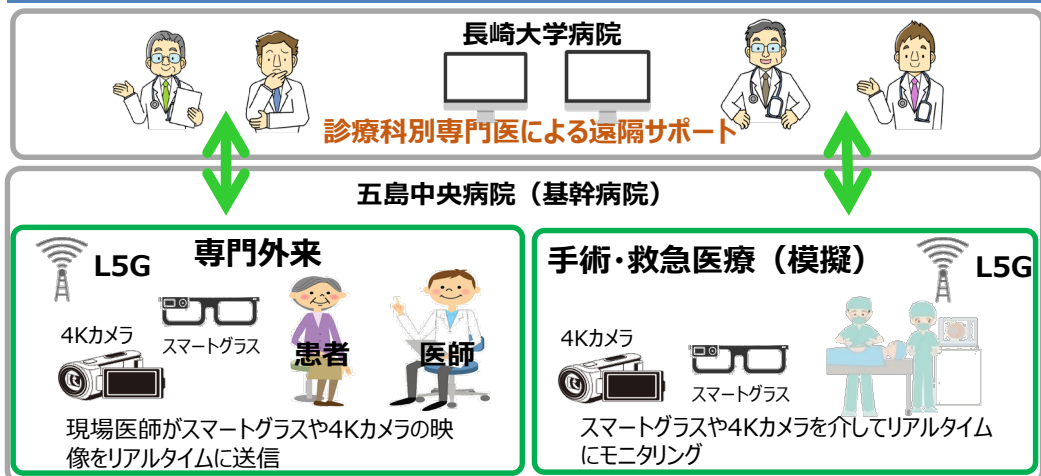 長崎大学病院
診療科別専門医による遠隔サポート
五島中央病院（基幹病院）
専門外来
L5G
4Kカメラ
スマートグラス
患者
医師
現場医師がスマートグラスや4Kカメラの映
像をリアルタイムに送信
手術・救急医療（模擬）
L5G
4Kカメラ
スマートグラス
スマートグラスや4Kカメラを介してリアルタイム
にモニタリング